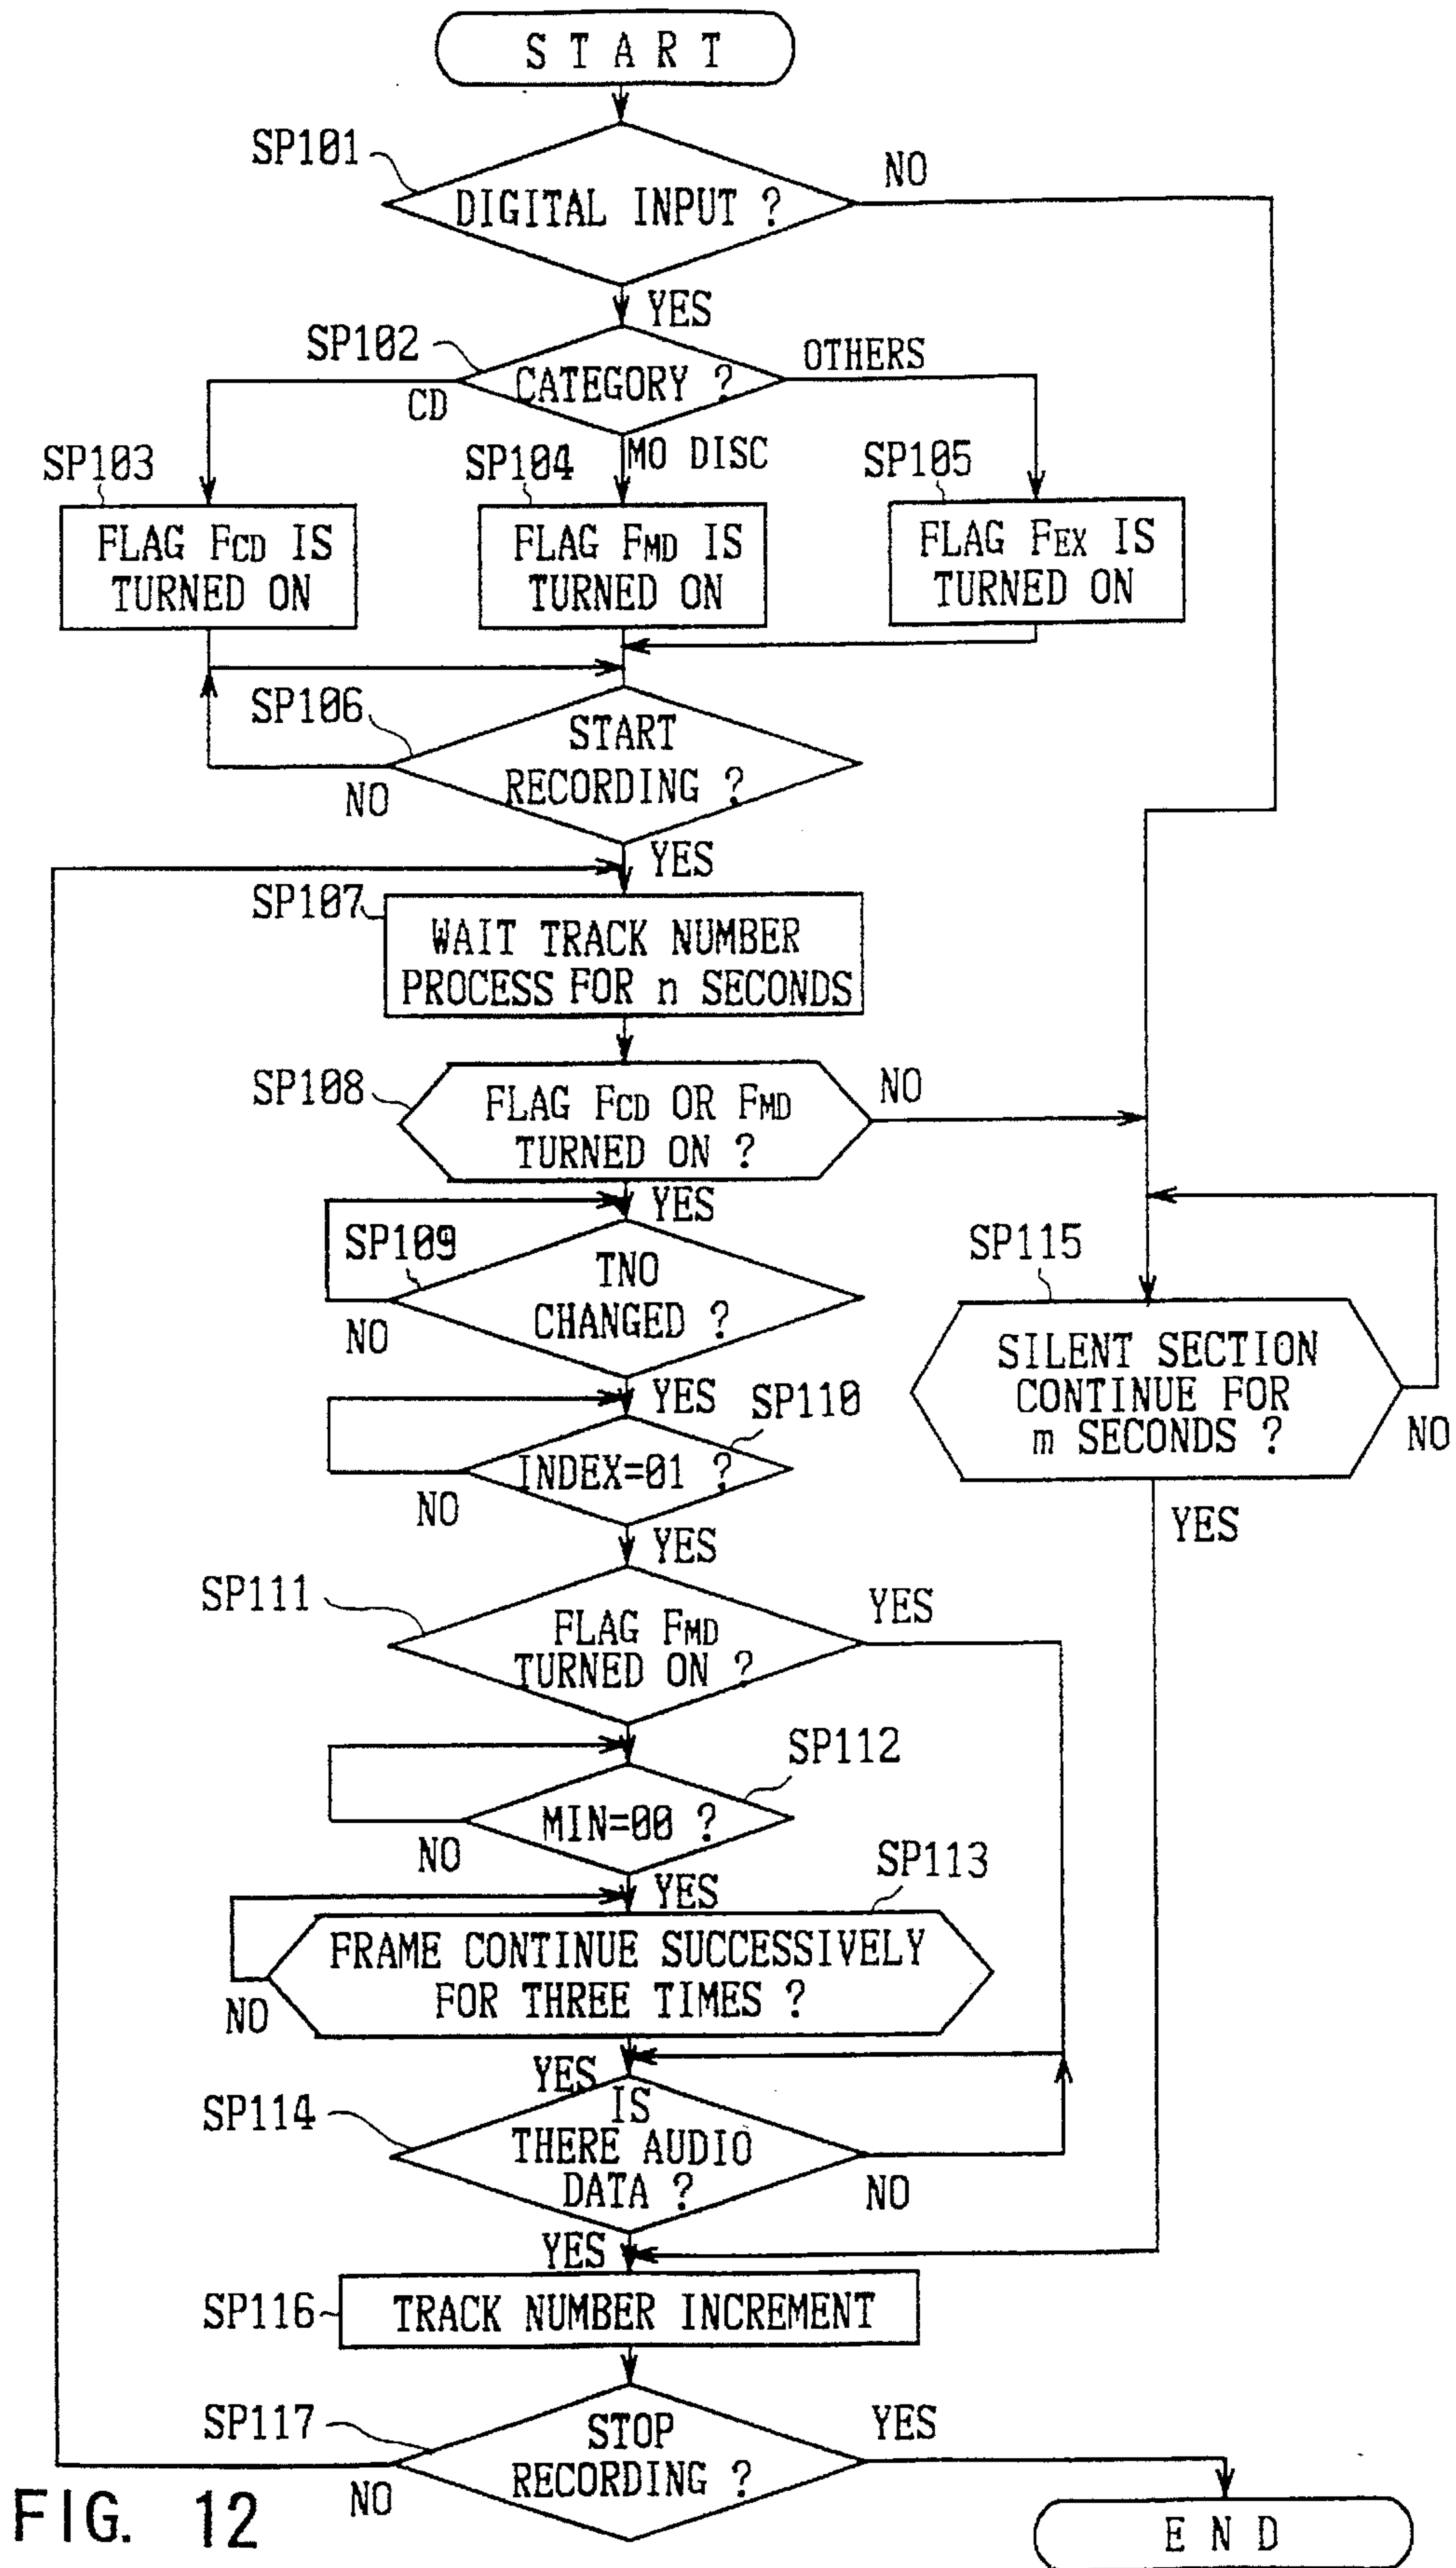 START
SP101
DIGITAL INPUT ?
NO
YES
SP102
CATEGORY ?
OTHERS
CD
MO DISC
SP103
SP104
SP105
FLAG FCD IS
TURNED ON
FLAG FMD IS
TURNED ON
FLAG FEX IS
TURNED ON
SP106
START
RECORDING ?
NO
YES
SP107
WAIT TRACK NUMBER
PROCESS FOR n SECONDS
SP108
FLAG FCD OR FMD
TURNED ON ?
NO
YES
SP109
TNO
CHANGED ?
NO
YES
SP115
SILENT SECTION
CONTINUE FOR
m SECONDS ?
NO
YES
SP110
INDEX=01 ?
NO
YES
SP111
FLAG FMD
TURNED ON ?
YES
SP112
MIN=00 ?
NO
YES
SP113
FRAME CONTINUE SUCCESSIVELY
FOR THREE TIMES ?
NO
YES
SP114
IS
THERE AUDIO
DATA ?
NO
YES
SP116
TRACK NUMBER INCREMENT
SP117
STOP
RECORDING ?
YES
NO
END
FIG. 12